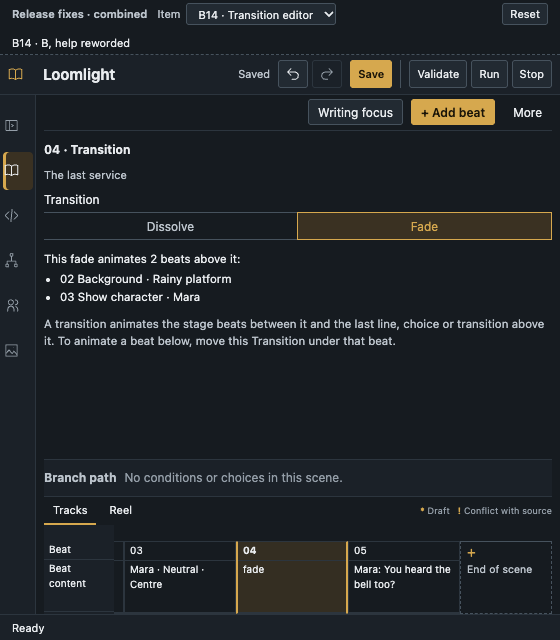 Release fixes · combined Item B14 · Transition editor Reset
B14 · B, help reworded
Loomlight Saved Save Validate Run Stop
Writing focus + Add beat More
04 · Transition
The last service
Transition
Dissolve Fade
This fade animates 2 beats above it:
• 02 Background · Rainy platform
• 03 Show character · Mara
A transition animates the stage beats between it and the last line, choice or transition above
it. To animate a beat below, move this Transition under that beat.
Branch path No conditions or choices in this scene.
Tracks Reel * Draft ! Conflict with source
Beat 03 04 05 +
Beat Mara · Neutral · fade Mara: You heard the End of scene
content Centre bell too?
Ready